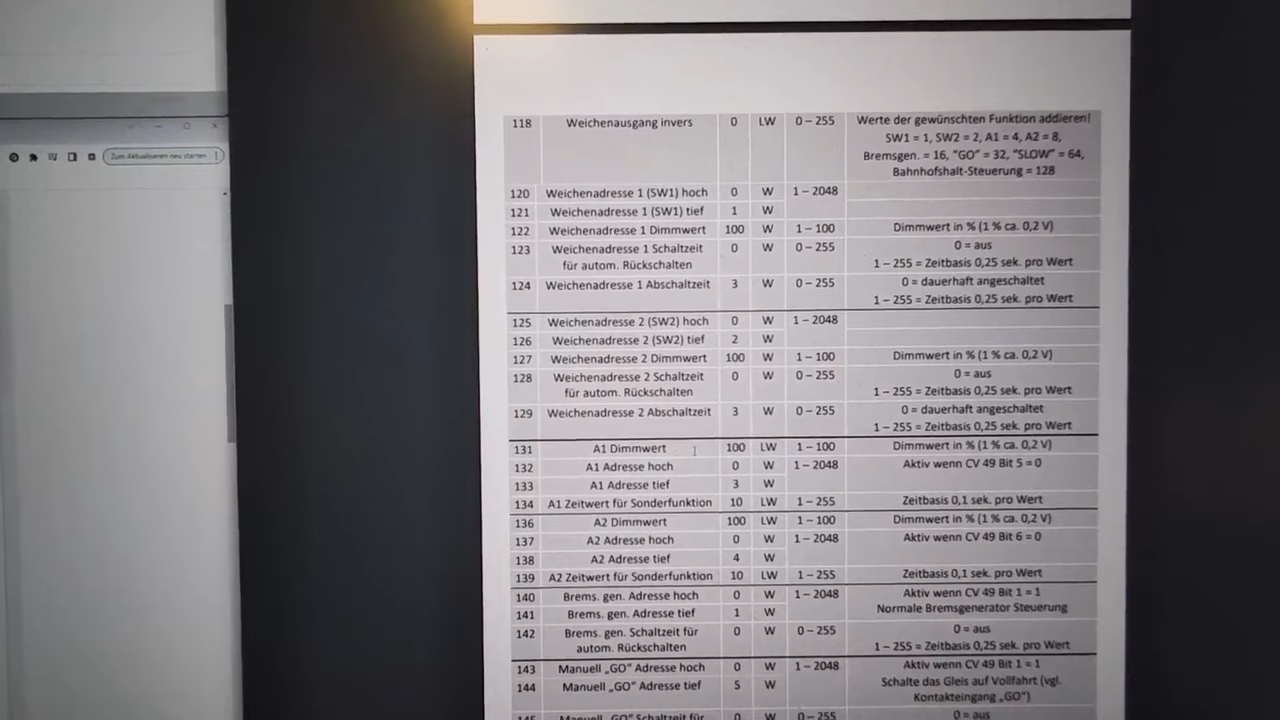 Zum Aktualisieren neu starten
118 Weichenausgang invers 0 LW 0 – 255 Werte der gewünschten Funktion addieren!
SW1 = 1, SW2 = 2, A1 = 4, A2 = 8,
Bremsgen. = 16, "GO" = 32, "SLOW" = 64,
Bahnhofshalt-Steuerung = 128
120 Weichenadresse 1 (SW1) hoch 0 W 1 – 2048
121 Weichenadresse 1 (SW1) tief 1 W
122 Weichenadresse 1 Dimmwert 100 W 1 – 100 Dimmwert in % (1 % ca. 0,2 V)
123 Weichenadresse 1 Schaltzeit 0 W 0 – 255 0 = aus
für autom. Rückschalten 1 – 255 = Zeitbasis 0,25 sek. pro Wert
124 Weichenadresse 1 Abschaltzeit 3 W 0 – 255 0 = dauerhaft angeschaltet
1 – 255 = Zeitbasis 0,25 sek. pro Wert
125 Weichenadresse 2 (SW2) hoch 0 W 1 – 2048
126 Weichenadresse 2 (SW2) tief 2 W
127 Weichenadresse 2 Dimmwert 100 W 1 – 100 Dimmwert in % (1 % ca. 0,2 V)
128 Weichenadresse 2 Schaltzeit 0 W 0 – 255 0 = aus
für autom. Rückschalten 1 – 255 = Zeitbasis 0,25 sek. pro Wert
129 Weichenadresse 2 Abschaltzeit 3 W 0 – 255 0 = dauerhaft angeschaltet
1 – 255 = Zeitbasis 0,25 sek. pro Wert
131 A1 Dimmwert 100 LW 1 – 100 Dimmwert in % (1 % ca. 0,2 V)
132 A1 Adresse hoch 0 W 1 – 2048 Aktiv wenn CV 49 Bit 5 = 0
133 A1 Adresse tief 3 W
134 A1 Zeitwert für Sonderfunktion 10 LW 1 – 255 Zeitbasis 0,1 sek. pro Wert
136 A2 Dimmwert 100 LW 1 – 100 Dimmwert in % (1 % ca. 0,2 V)
137 A2 Adresse hoch 0 W 1 – 2048 Aktiv wenn CV 49 Bit 6 = 0
138 A2 Adresse tief 4 W
139 A2 Zeitwert für Sonderfunktion 10 LW 1 – 255 Zeitbasis 0,1 sek. pro Wert
140 Brems. gen. Adresse hoch 0 W 1 – 2048 Aktiv wenn CV 49 Bit 1 = 1
141 Brems. gen. Adresse tief 1 W Normale Bremsgenerator Steuerung
142 Brems. gen. Schaltzeit für 0 W 0 – 255 0 = aus
autom. Rückschalten 1 – 255 = Zeitbasis 0,25 sek. pro Wert
143 Manuell „GO" Adresse hoch 0 W 1 – 2048 Aktiv wenn CV 49 Bit 1 = 1
144 Manuell „GO" Adresse tief 5 W Schalte das Gleis auf Vollfahrt (vgl.
Kontakteingang „GO")
145 Manuell „GO" Schaltzeit für 0 W 0 – 255 0 = aus